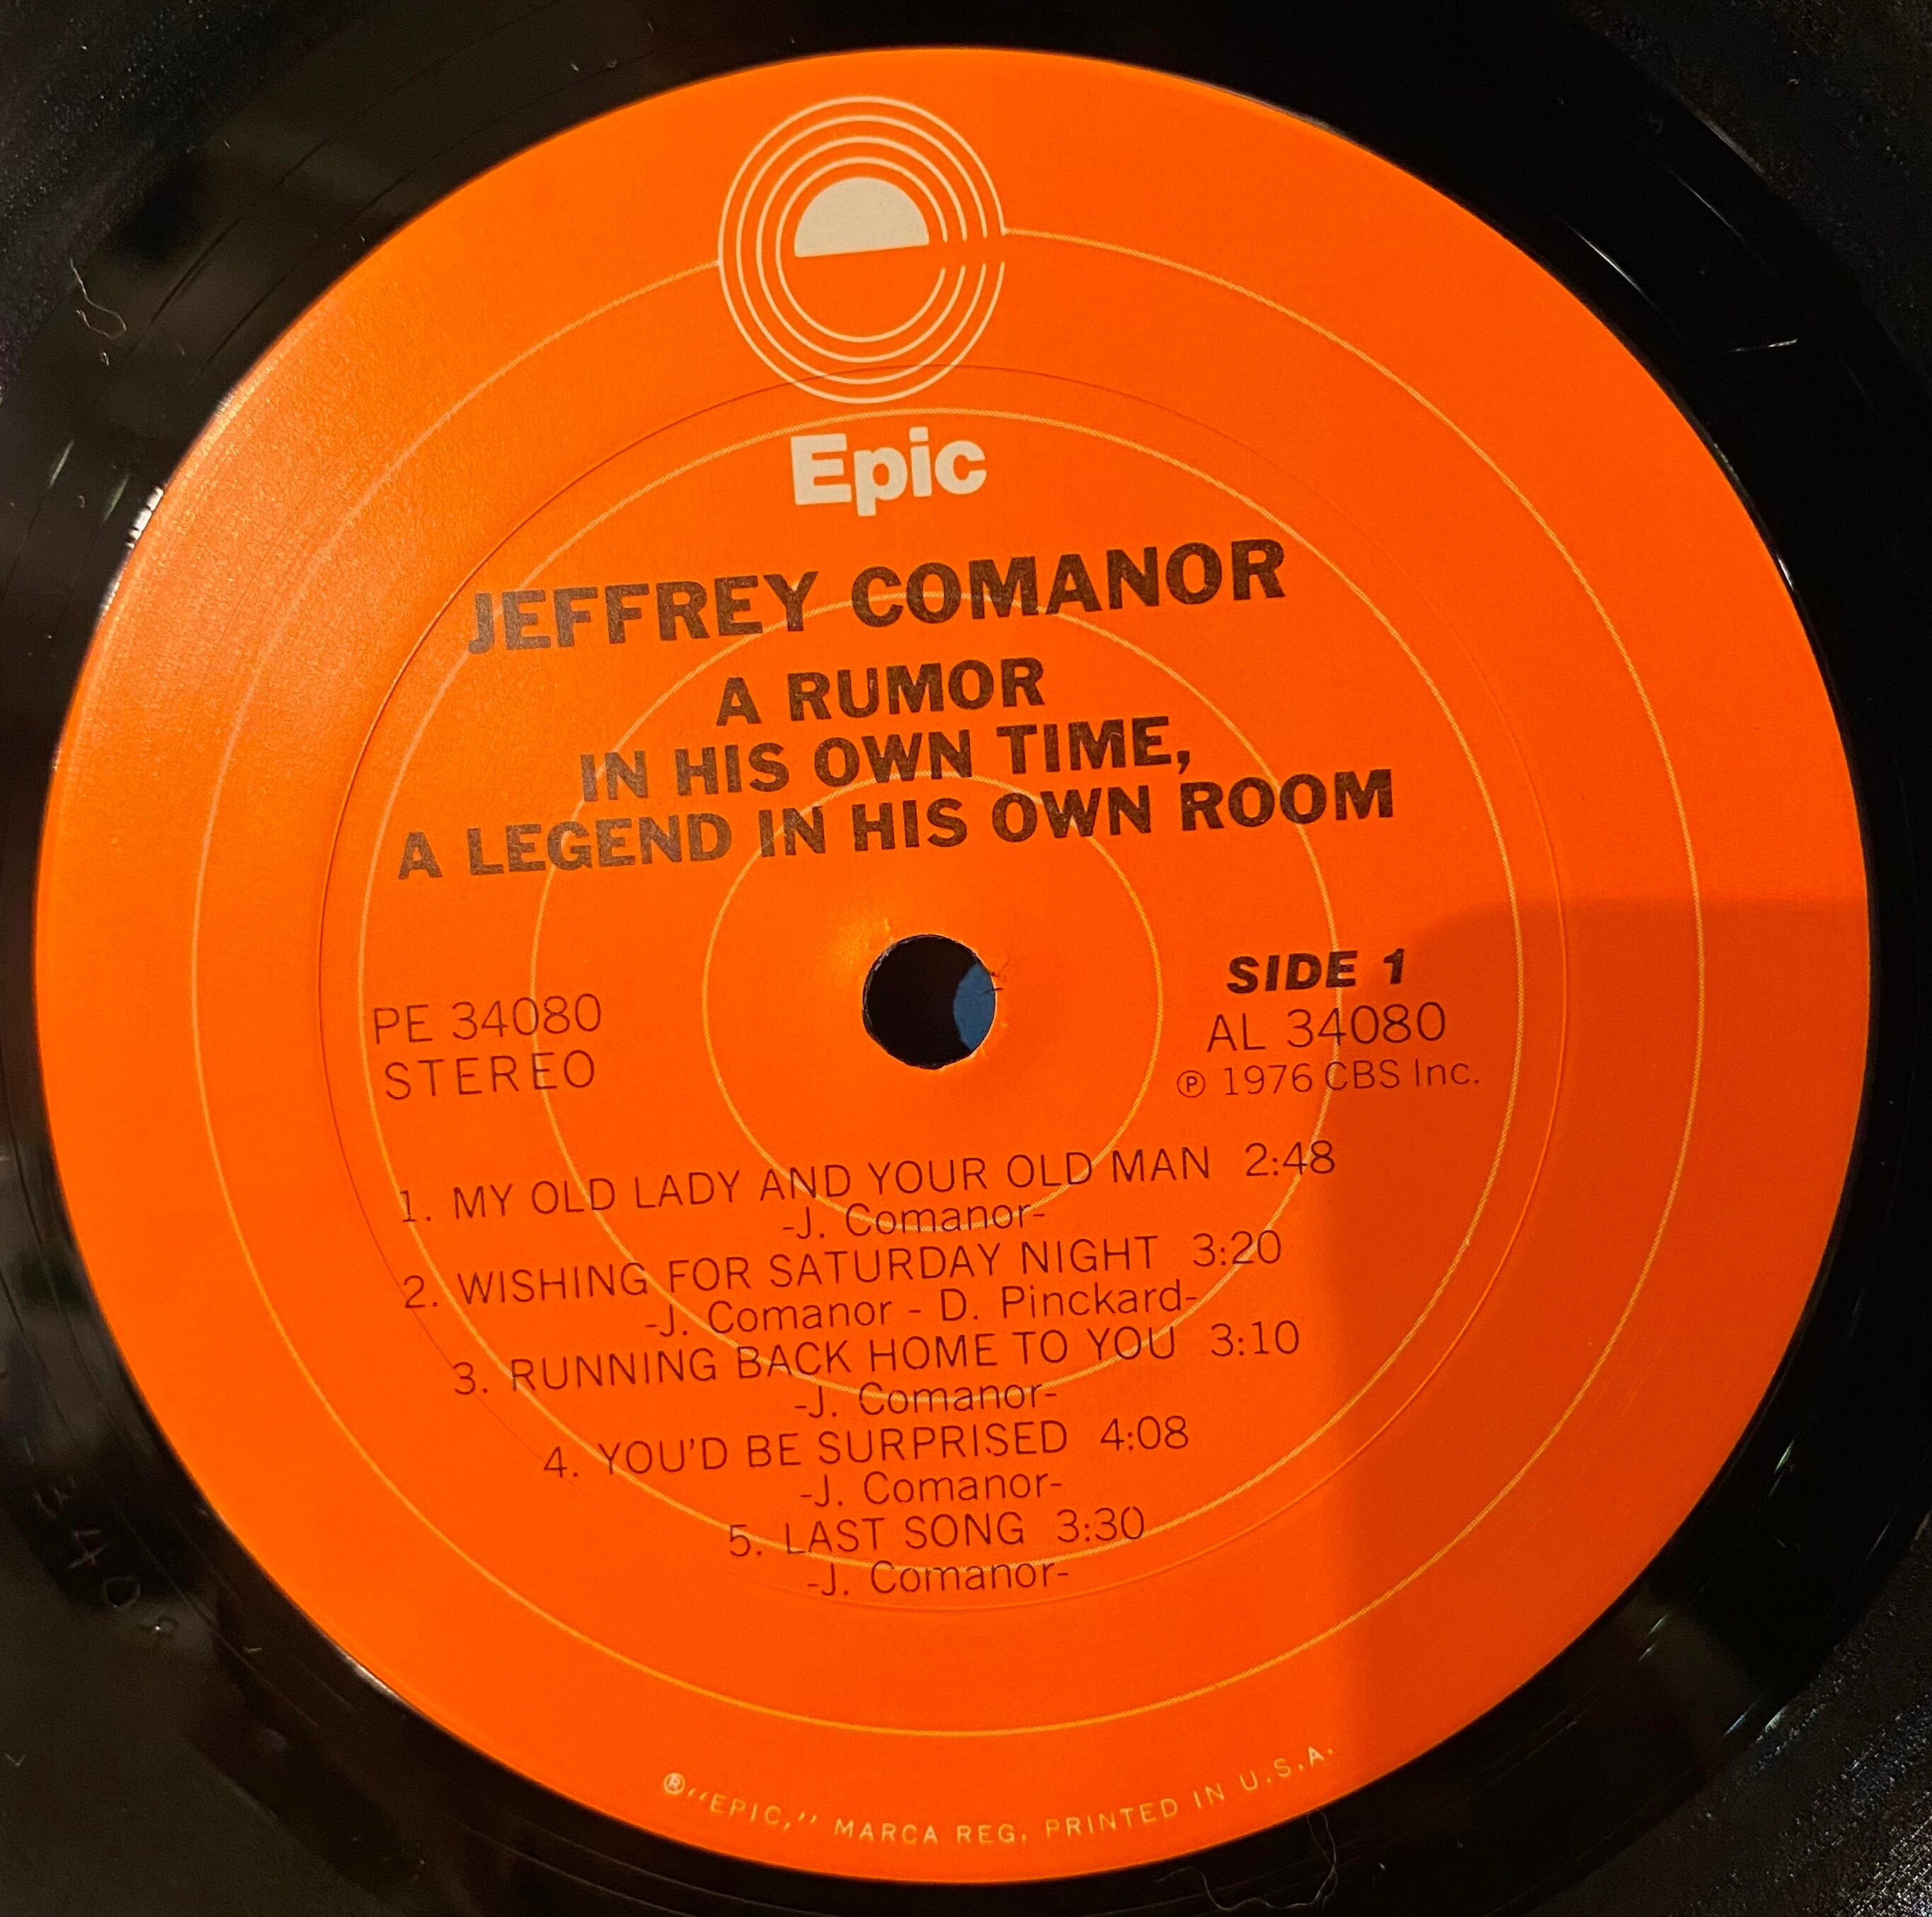 Epic
JEFFREY COMANOR
A RUMOR
IN HIS OWN TIME,
A LEGEND IN HIS OWN ROOM
PE 34080
STEREO
SIDE 1
AL 34080
℗ 1976 CBS Inc.
1. MY OLD LADY AND YOUR OLD MAN 2:48
-J. Comanor-
2. WISHING FOR SATURDAY NIGHT 3:20
-J. Comanor - D. Pinckard-
3. RUNNING BACK HOME TO YOU 3:10
-J. Comanor-
4. YOU'D BE SURPRISED 4:08
-J. Comanor-
5. LAST SONG 3:30
-J. Comanor-
®"EPIC," MARCA REG. PRINTED IN U.S.A.